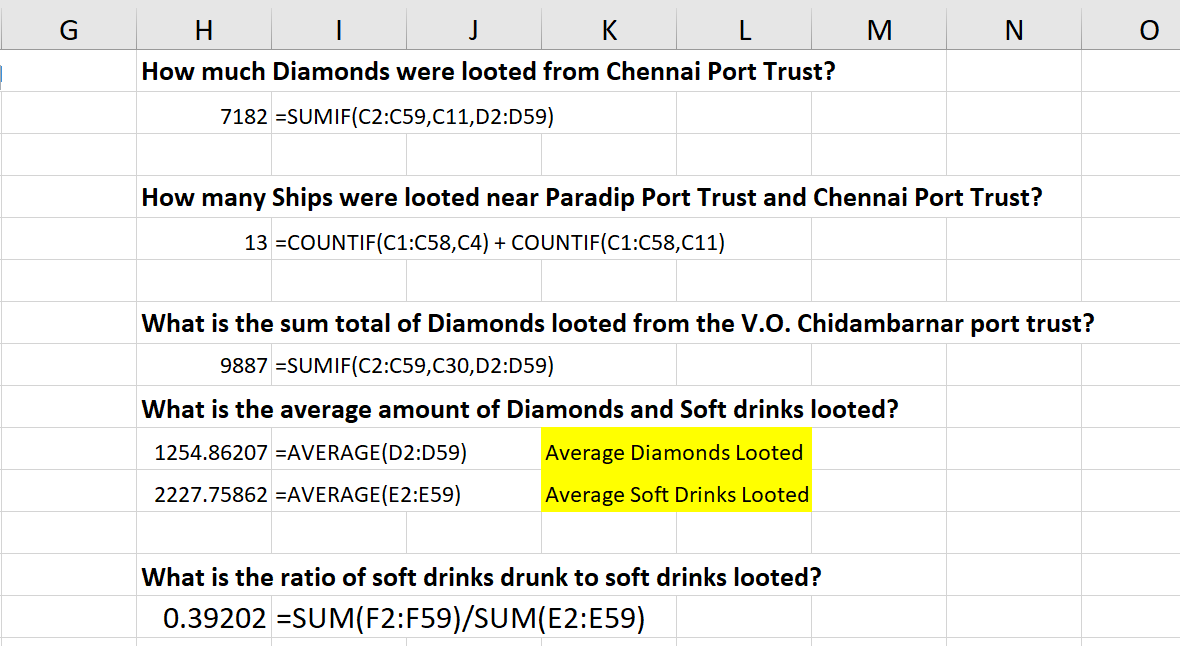 G H I J K L M N O
How much Diamonds were looted from Chennai Port Trust?
7182 =SUMIF(C2:C59,C11,D2:D59)
How many Ships were looted near Paradip Port Trust and Chennai Port Trust?
13 =COUNTIF(C1:C58,C4) + COUNTIF(C1:C58,C11)
What is the sum total of Diamonds looted from the V.O. Chidambarnar port trust?
9887 =SUMIF(C2:C59,C30,D2:D59)
What is the average amount of Diamonds and Soft drinks looted?
1254.86207 =AVERAGE(D2:D59) Average Diamonds Looted
2227.75862 =AVERAGE(E2:E59) Average Soft Drinks Looted
What is the ratio of soft drinks drunk to soft drinks looted?
0.39202 =SUM(F2:F59)/SUM(E2:E59)